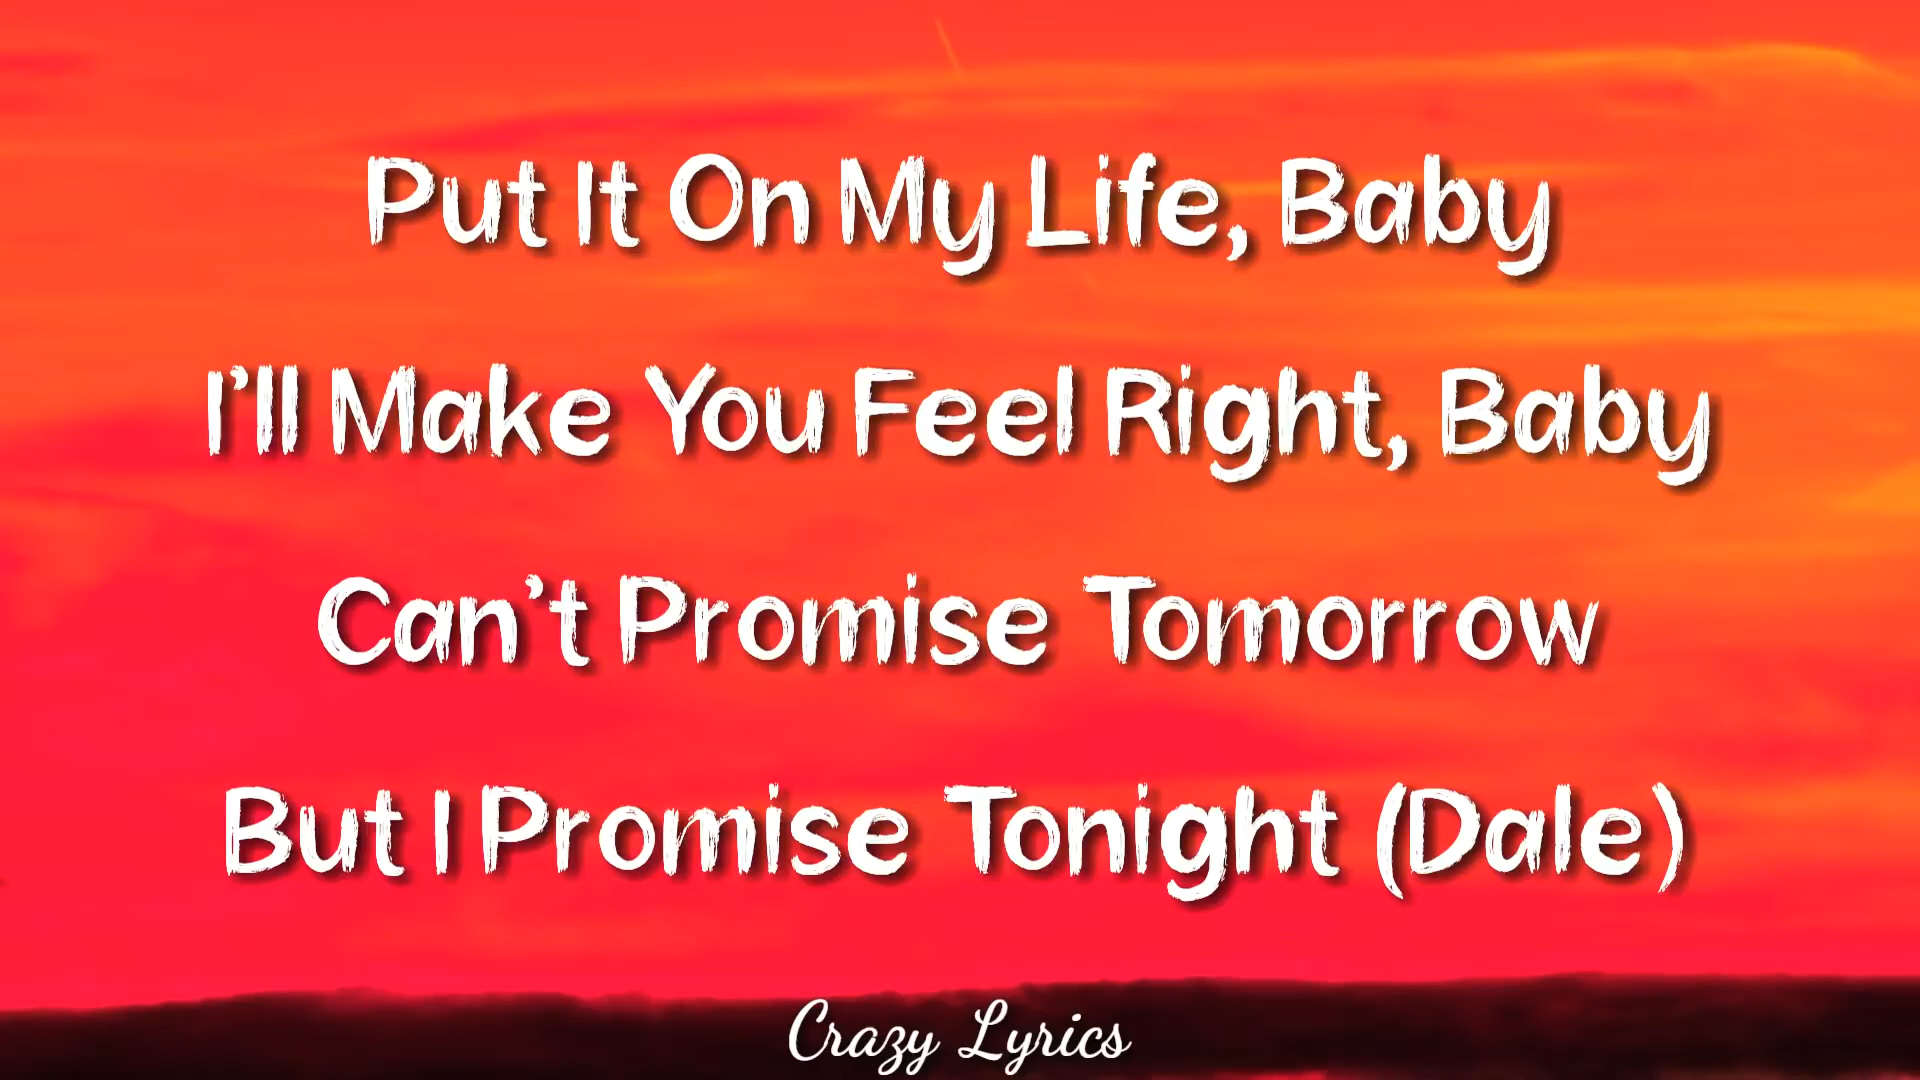 Put It On My Life, Baby
I'll Make You Feel Right, Baby
Can't Promise Tomorrow
But I Promise Tonight (Dale)
Crazy Lyrics